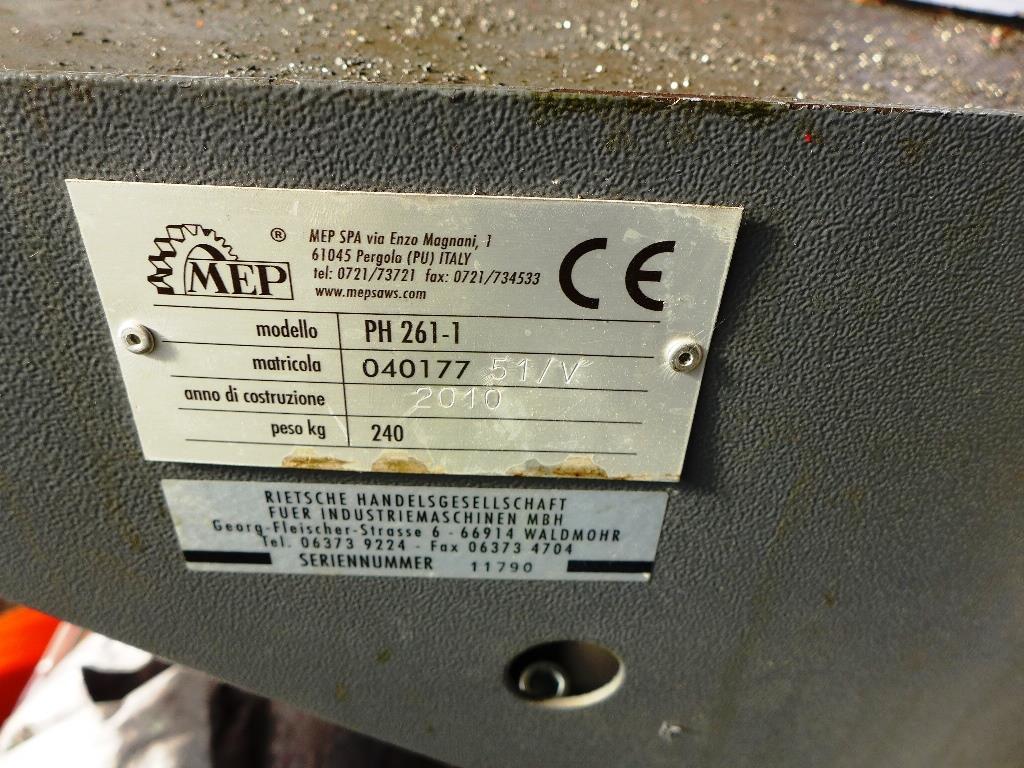 MEP
®
MEP SPA via Enzo Magnani, 1
61045 Pergola (PU) ITALY
tel: 0721/73721 fax: 0721/734533
www.mepsaws.com
CE
modello PH 261-1
matricola 040177 51/V
anno di costruzione 2010
peso kg 240
RIETSCHE HANDELSGESELLSCHAFT
FUER INDUSTRIEMASCHINEN MBH
Georg-Fleischer-Strasse 6 - 66914 WALDMOHR
Tel. 06373 9224 - Fax 06373 4704
SERIENNUMMER 11790